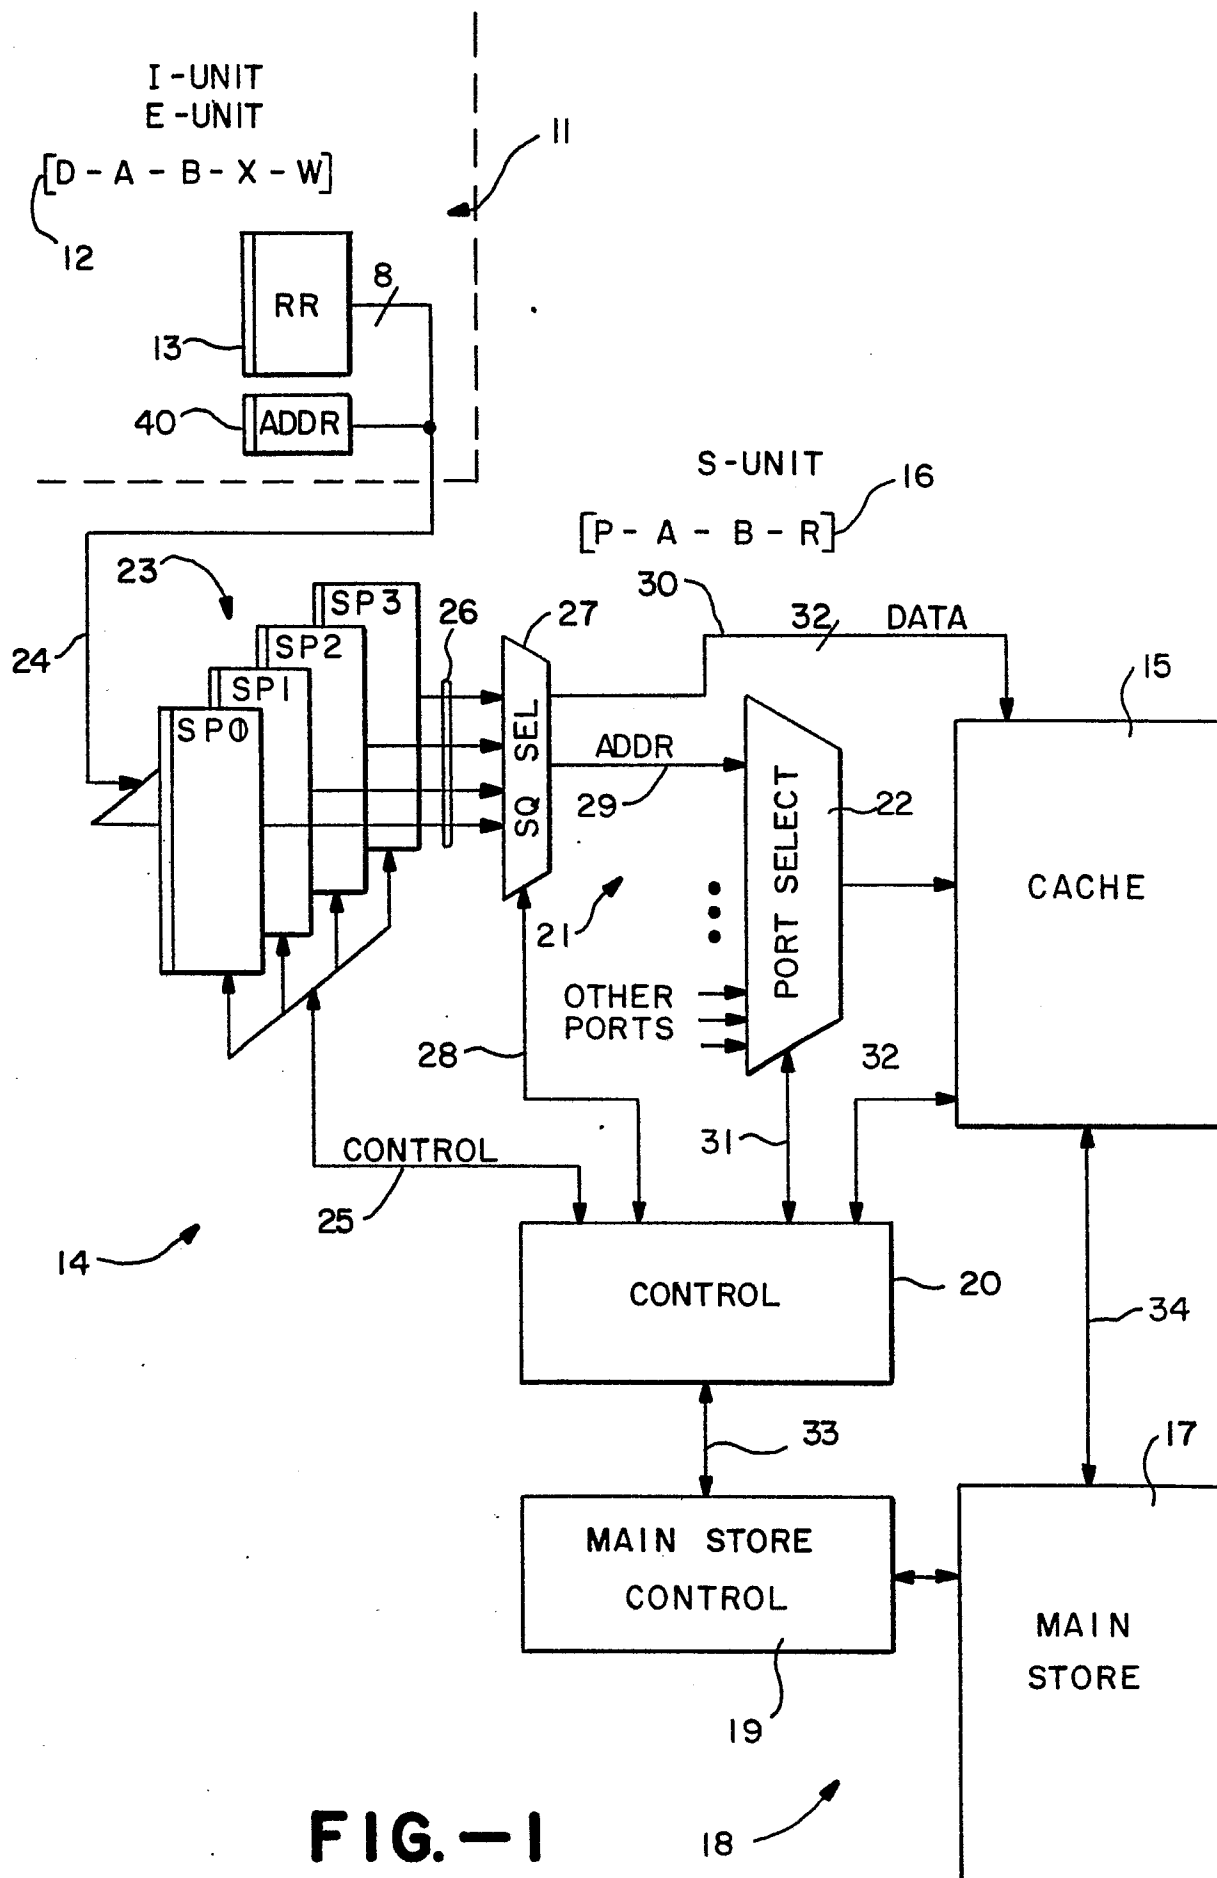 I-UNIT
E-UNIT
11
[D-A-B-X-W]
12
8
RR
13
40
ADDR
S-UNIT
16
[P-A-B-R]
23
30
32
DATA
SP3
26
27
SP2
24
SP1
15
SP0
SQ SEL
ADDR
29
PORT SELECT
22
CACHE
21
OTHER
PORTS
28
32
31
CONTROL
25
14
CONTROL
20
34
33
17
MAIN STORE
CONTROL
MAIN
STORE
19
18
FIG.-1